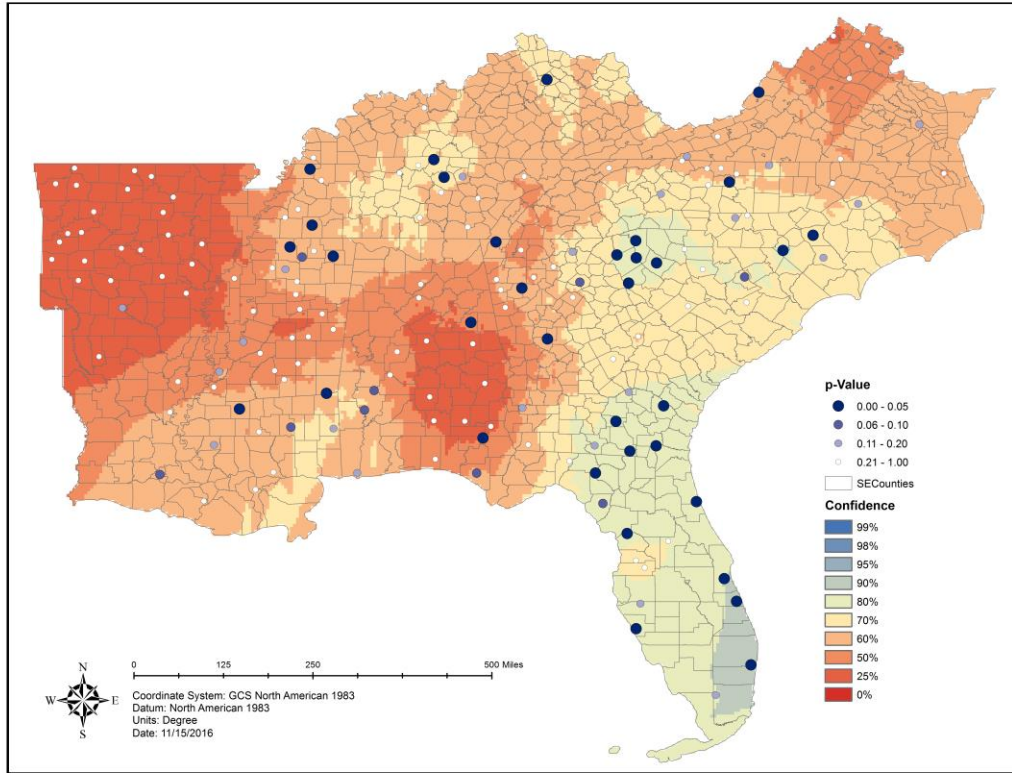 p-Value
0.00 - 0.05
0.06 - 0.10
0.11 - 0.20
0.21 - 1.00
SECounties
Confidence
99%
98%
95%
90%
80%
70%
60%
50%
25%
0%
0 125 250 500 Miles
N
W E
S
Coordinate System: GCS North American 1983
Datum: North American 1983
Units: Degree
Date: 11/15/2016